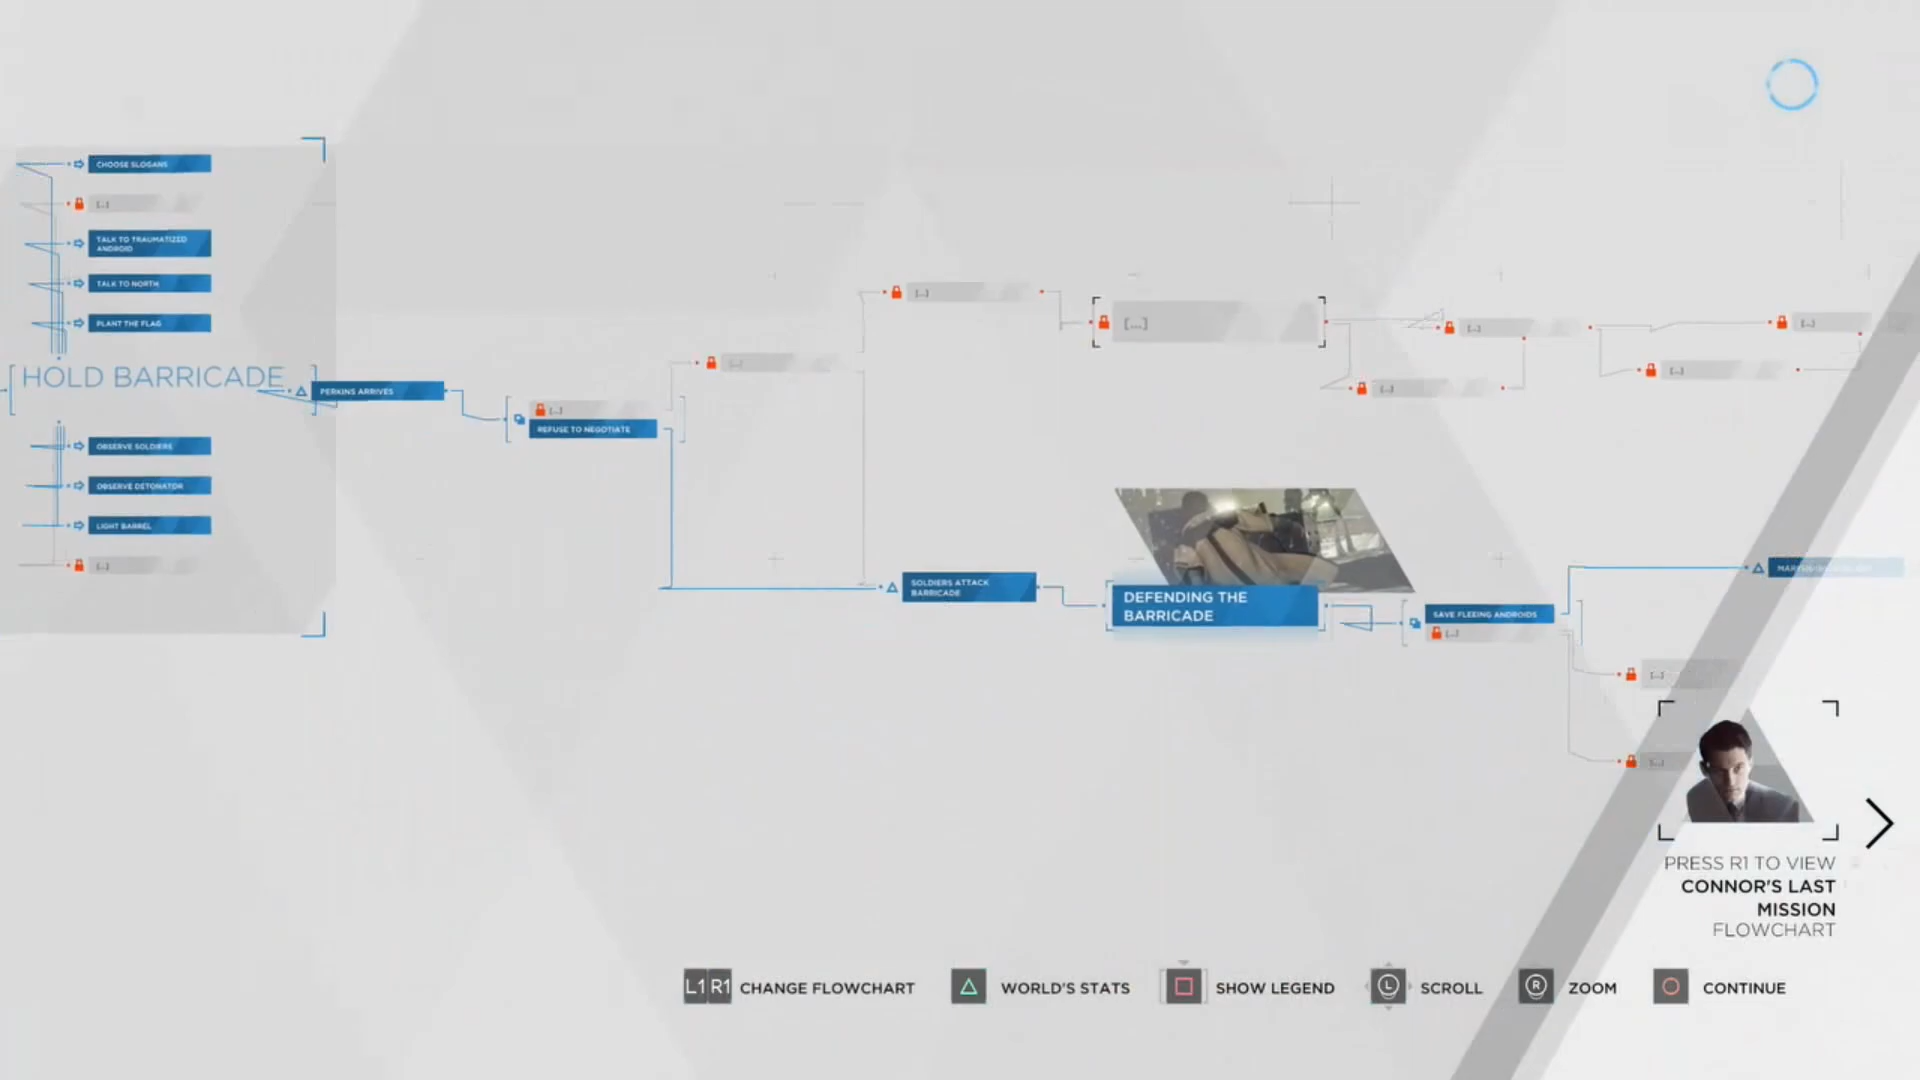 CHOOSE SLOGANS
[...]
TALK TO TRAUMATIZED
ANDROID
TALK TO NORTH
PLANT THE FLAG
HOLD BARRICADE
PERKINS ARRIVES
OBSERVE SOLDIERS
OBSERVE DETONATOR
LIGHT BARREL
[...]
[...]
REFUSE TO NEGOTIATE
[...]
[...]
[...]
[...]
[...]
[...]
[...]
SOLDIERS ATTACK
BARRICADE
DEFENDING THE
BARRICADE
SAVE FLEEING ANDROIDS
[...]
[...]
[...]
PRESS R1 TO VIEW
CONNOR'S LAST
MISSION
FLOWCHART
L1 R1 CHANGE FLOWCHART
WORLD'S STATS
SHOW LEGEND
L SCROLL
R ZOOM
CONTINUE